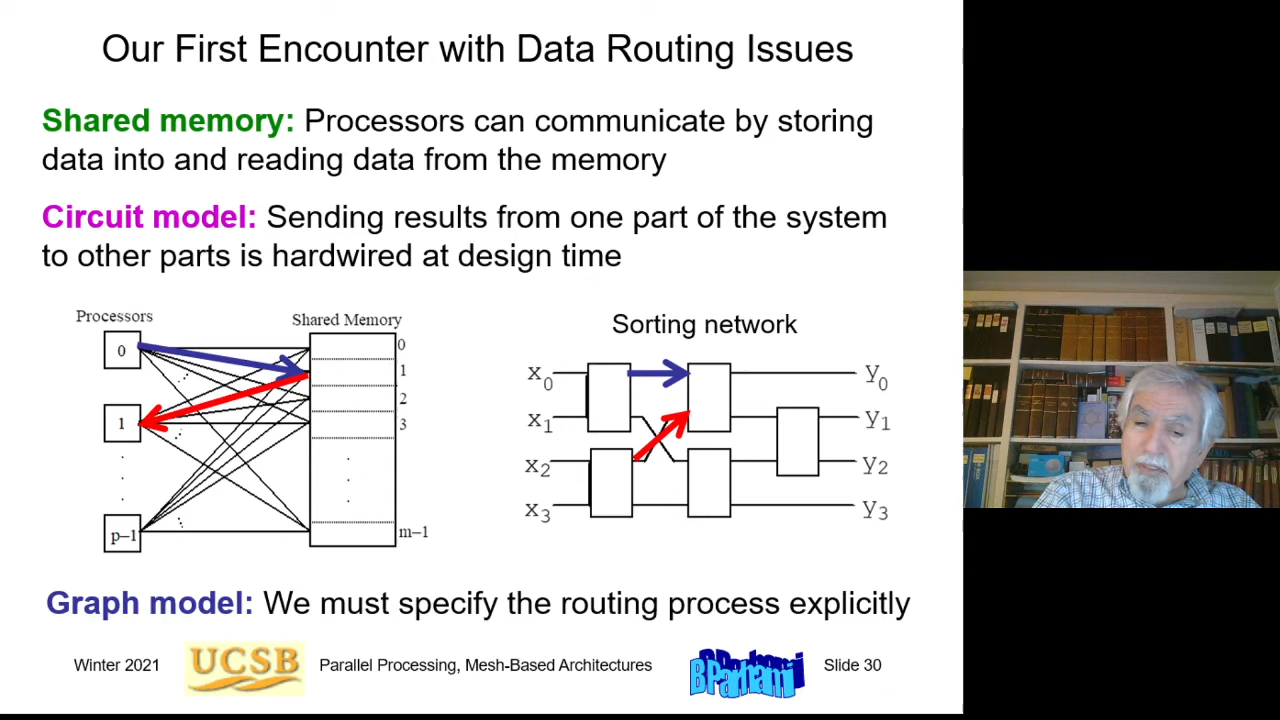 Our First Encounter with Data Routing Issues
Shared memory: Processors can communicate by storing
data into and reading data from the memory
Circuit model: Sending results from one part of the system
to other parts is hardwired at design time
Processors
Shared Memory
0
1
.
.
.
p–1
0
1
2
3
.
.
.
m–1
Sorting network
x0
x1
x2
x3
y0
y1
y2
y3
Graph model: We must specify the routing process explicitly
Winter 2021
UCSB
Parallel Processing, Mesh-Based Architectures
BParhami
Slide 30